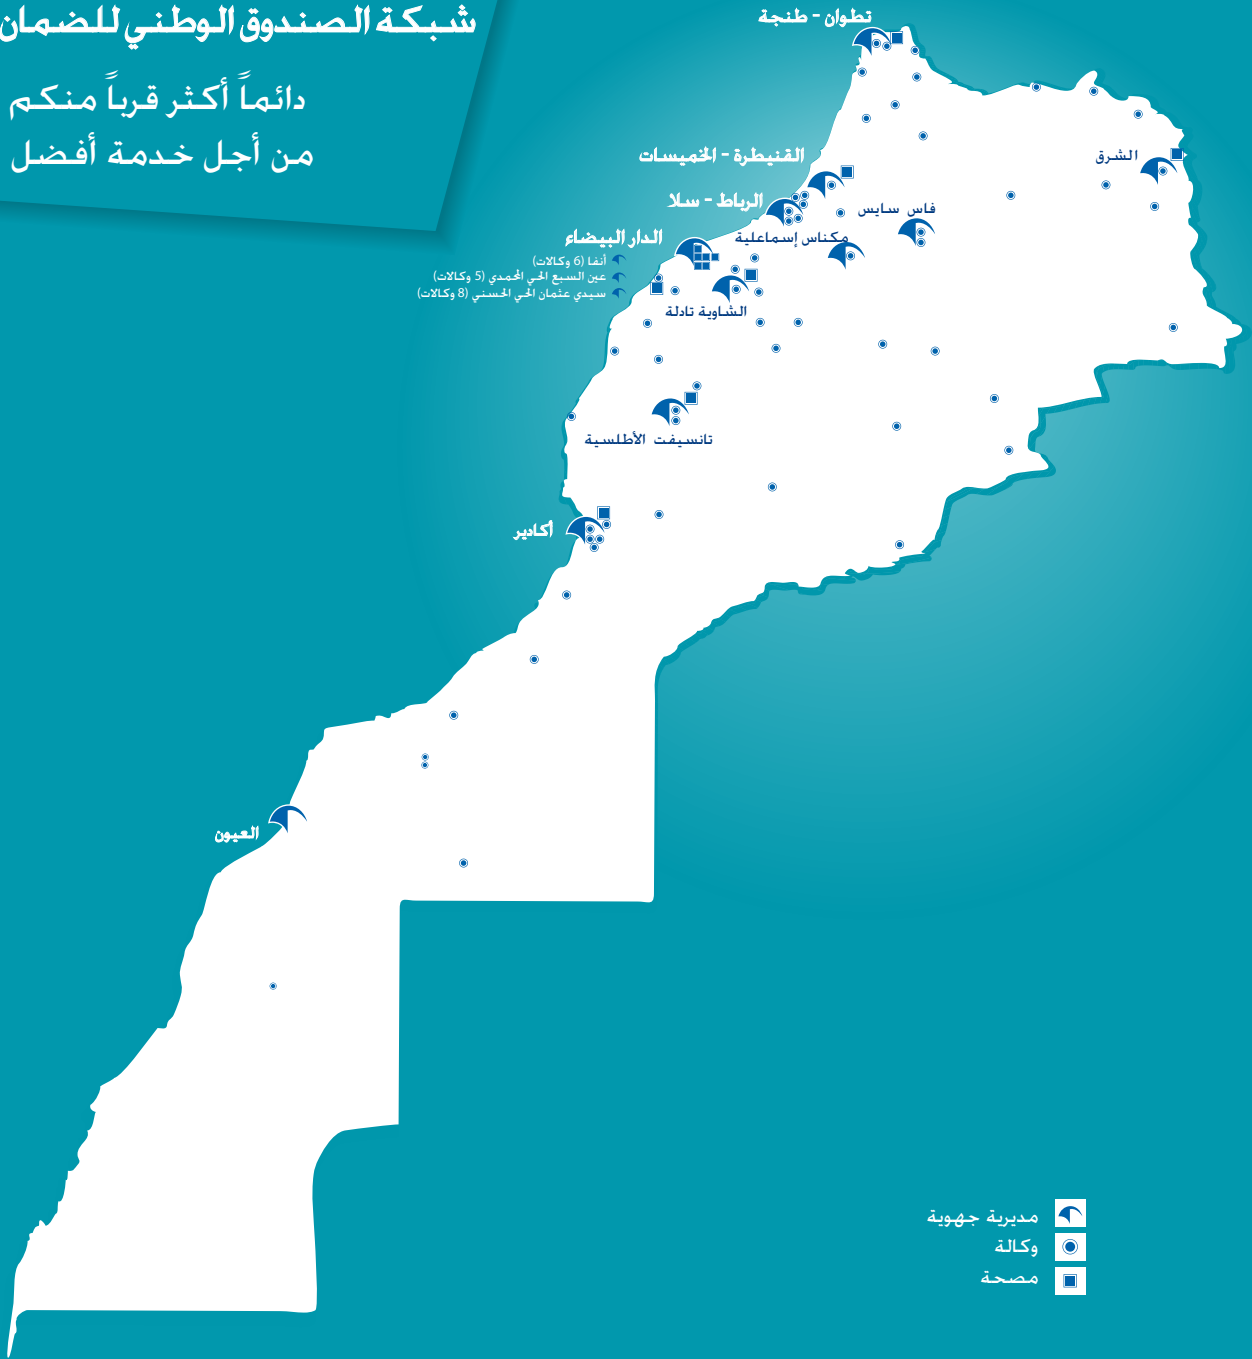 شبكة الصندوق الوطني للضمان
دائماً أكثر قرباً منكم
من أجل خدمة أفضل
تطوان - طنجة
القنيطرة - الخميسات
الشرق
الرباط - سلا
فاس سايس
الدار البيضاء
مكناس إسماعلية
أنفا (6 وكالات)
عين السبع الحي المحمدي (5 وكالات)
سيدي عثمان الحي الحسني (8 وكالات)
الشاوية تادلة
تانسيفت الأطلسية
أكادير
العيون
مديرية جهوية
وكالة
مصحة